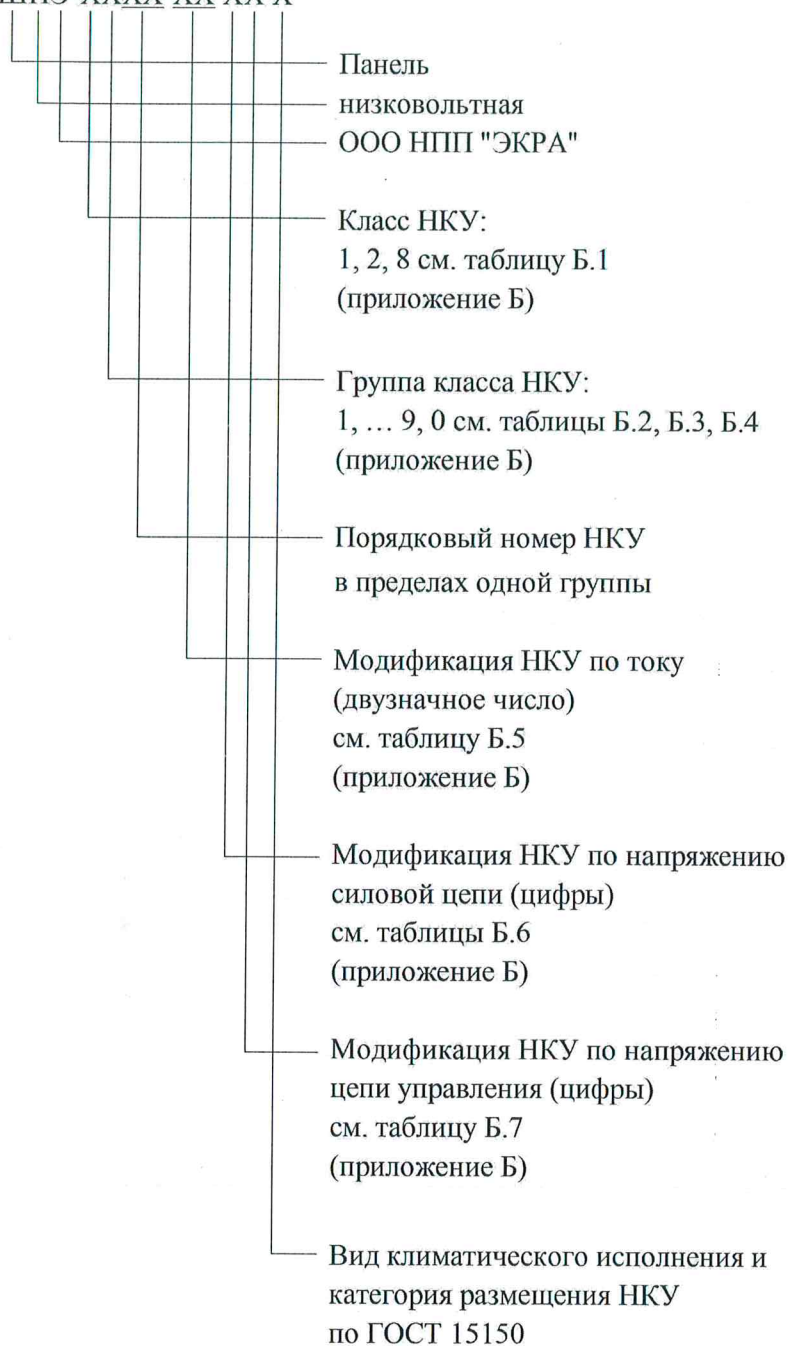 ХХХХ ХХ ХХ Х
Панель
низковольтная
ООО НПП "ЭКРА"
Класс НКУ:
1, 2, 8 см. таблицу Б.1
(приложение Б)
Группа класса НКУ:
1, ... 9, 0 см. таблицы Б.2, Б.3, Б.4
(приложение Б)
Порядковый номер НКУ
в пределах одной группы
Модификация НКУ по току
(двузначное число)
см. таблицу Б.5
(приложение Б)
Модификация НКУ по напряжению
силовой цепи (цифры)
см. таблицы Б.6
(приложение Б)
Модификация НКУ по напряжению
цепи управления (цифры)
см. таблицу Б.7
(приложение Б)
Вид климатического исполнения и
категория размещения НКУ
по ГОСТ 15150